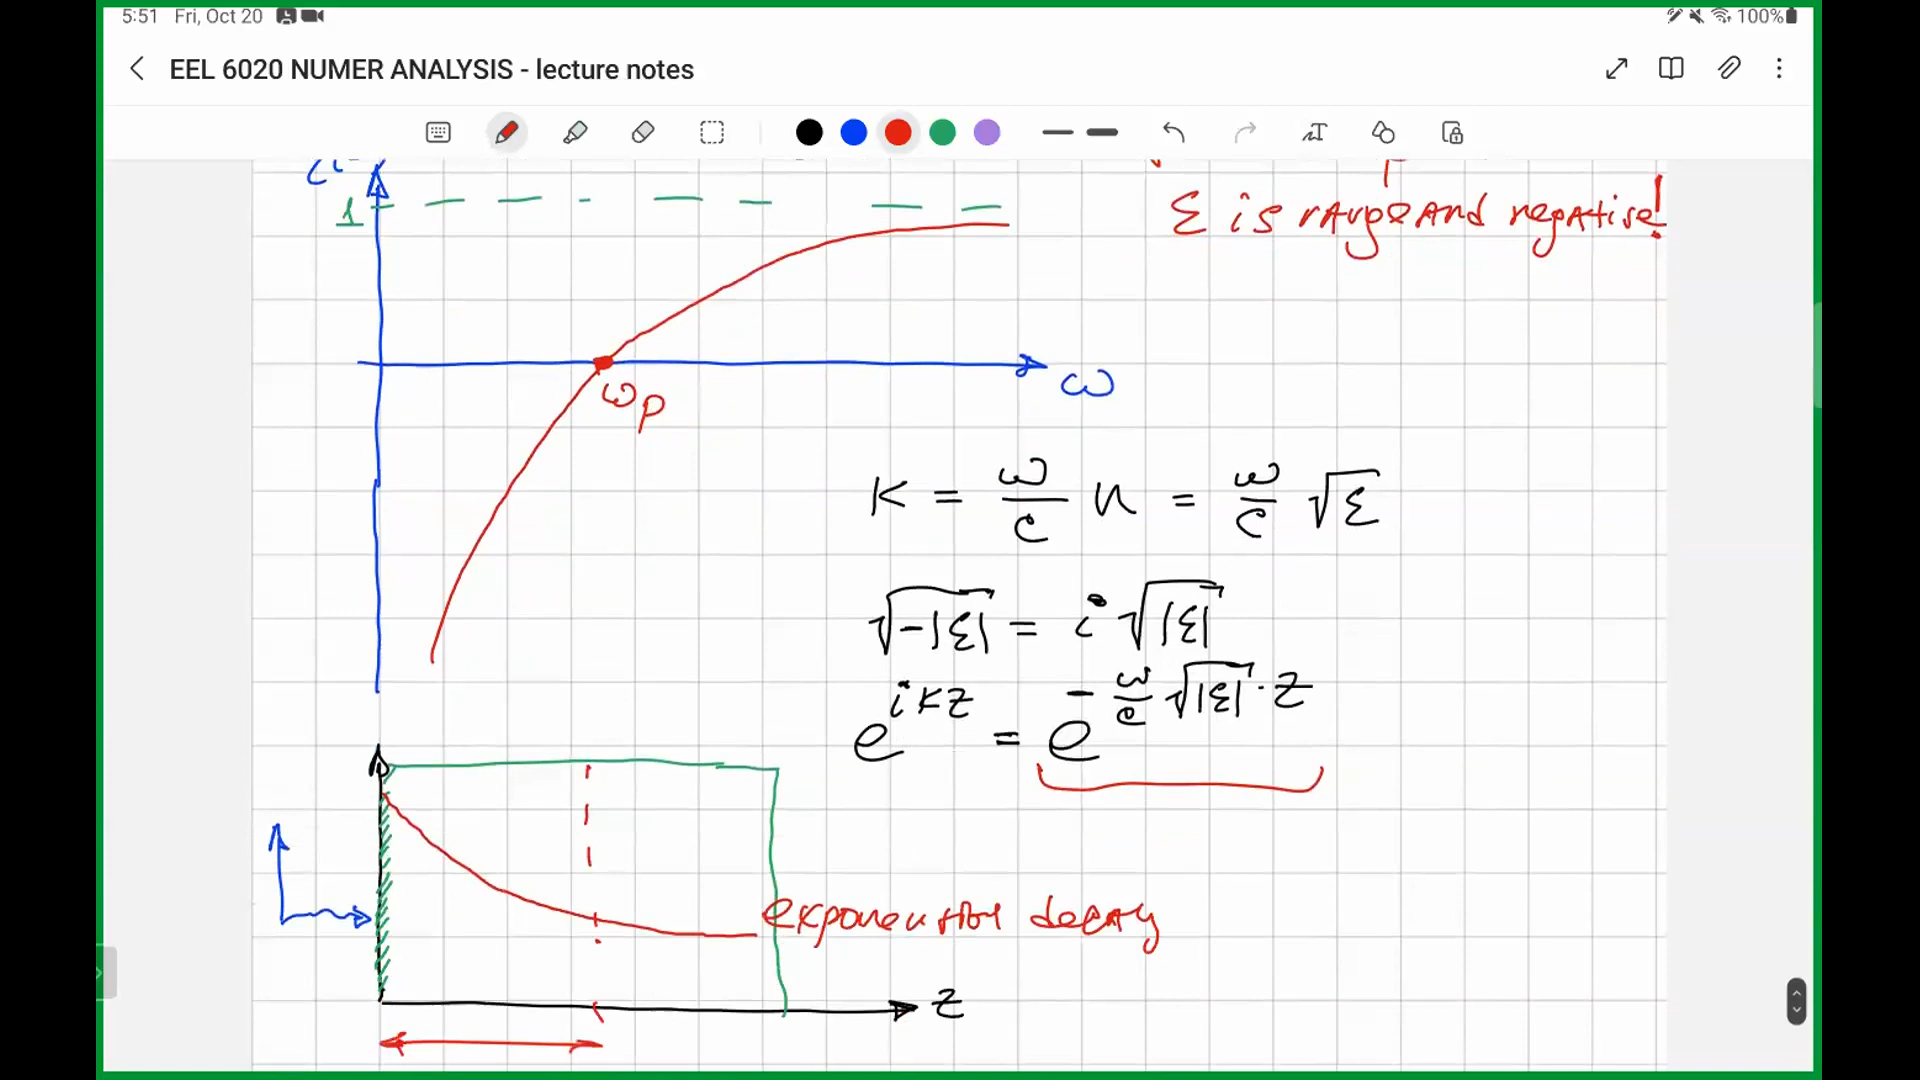 5:51 Fri, Oct 20 100%
EEL 6020 NUMER ANALYSIS - lecture notes
1
ε is and negative!
ω
ωp
K = ω/c n = ω/c √ε
√-|ε| = i √|ε|
e^{iKz} = e^{-ω/c √|ε| · z}
exponential decay
z